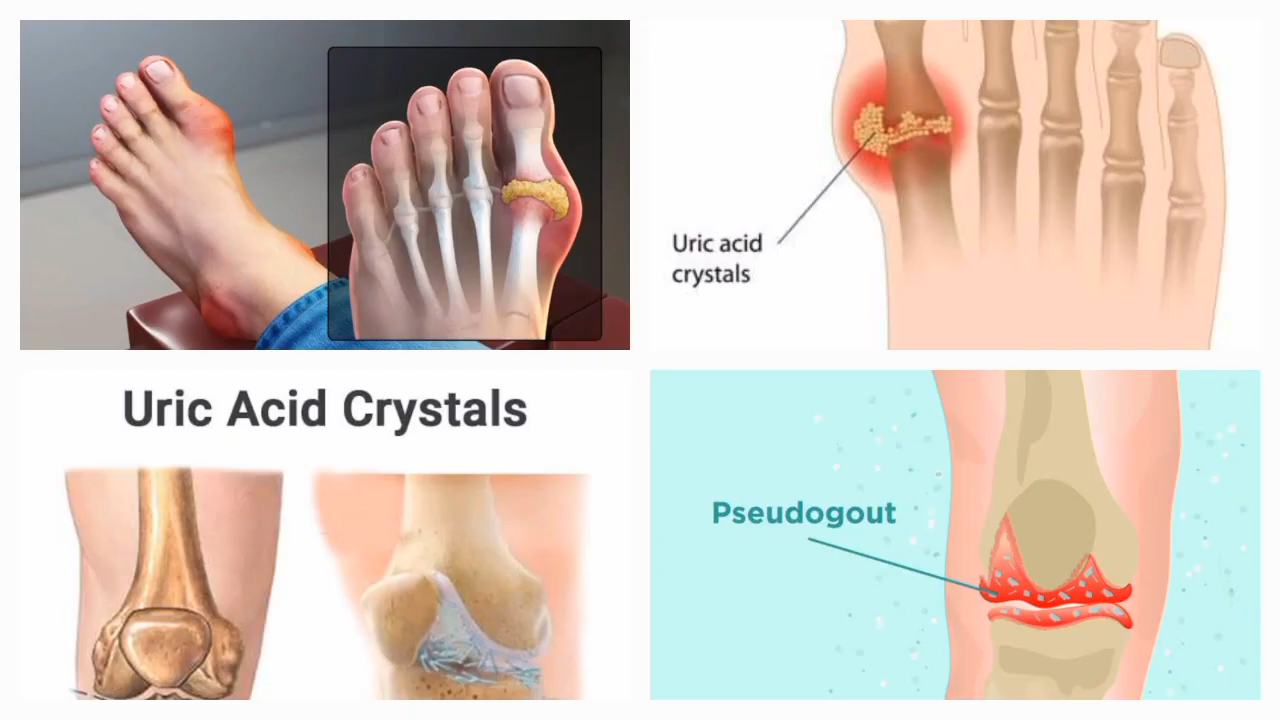 Uric acid
crystals
Uric Acid Crystals
Pseudogout